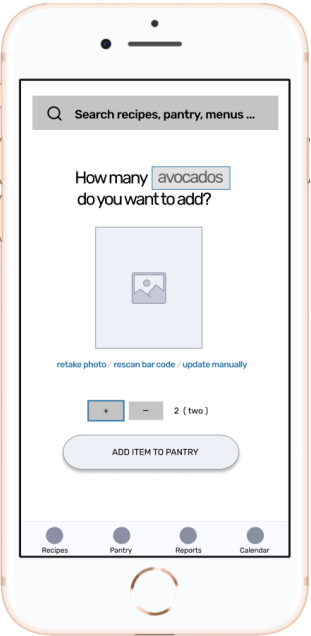 Search recipes, pantry, menus ...
How many avocados
do you want to add?
retake photo / rescan bar code / update manually
+ − 2 ( two )
ADD ITEM TO PANTRY
Recipes Pantry Reports Calendar